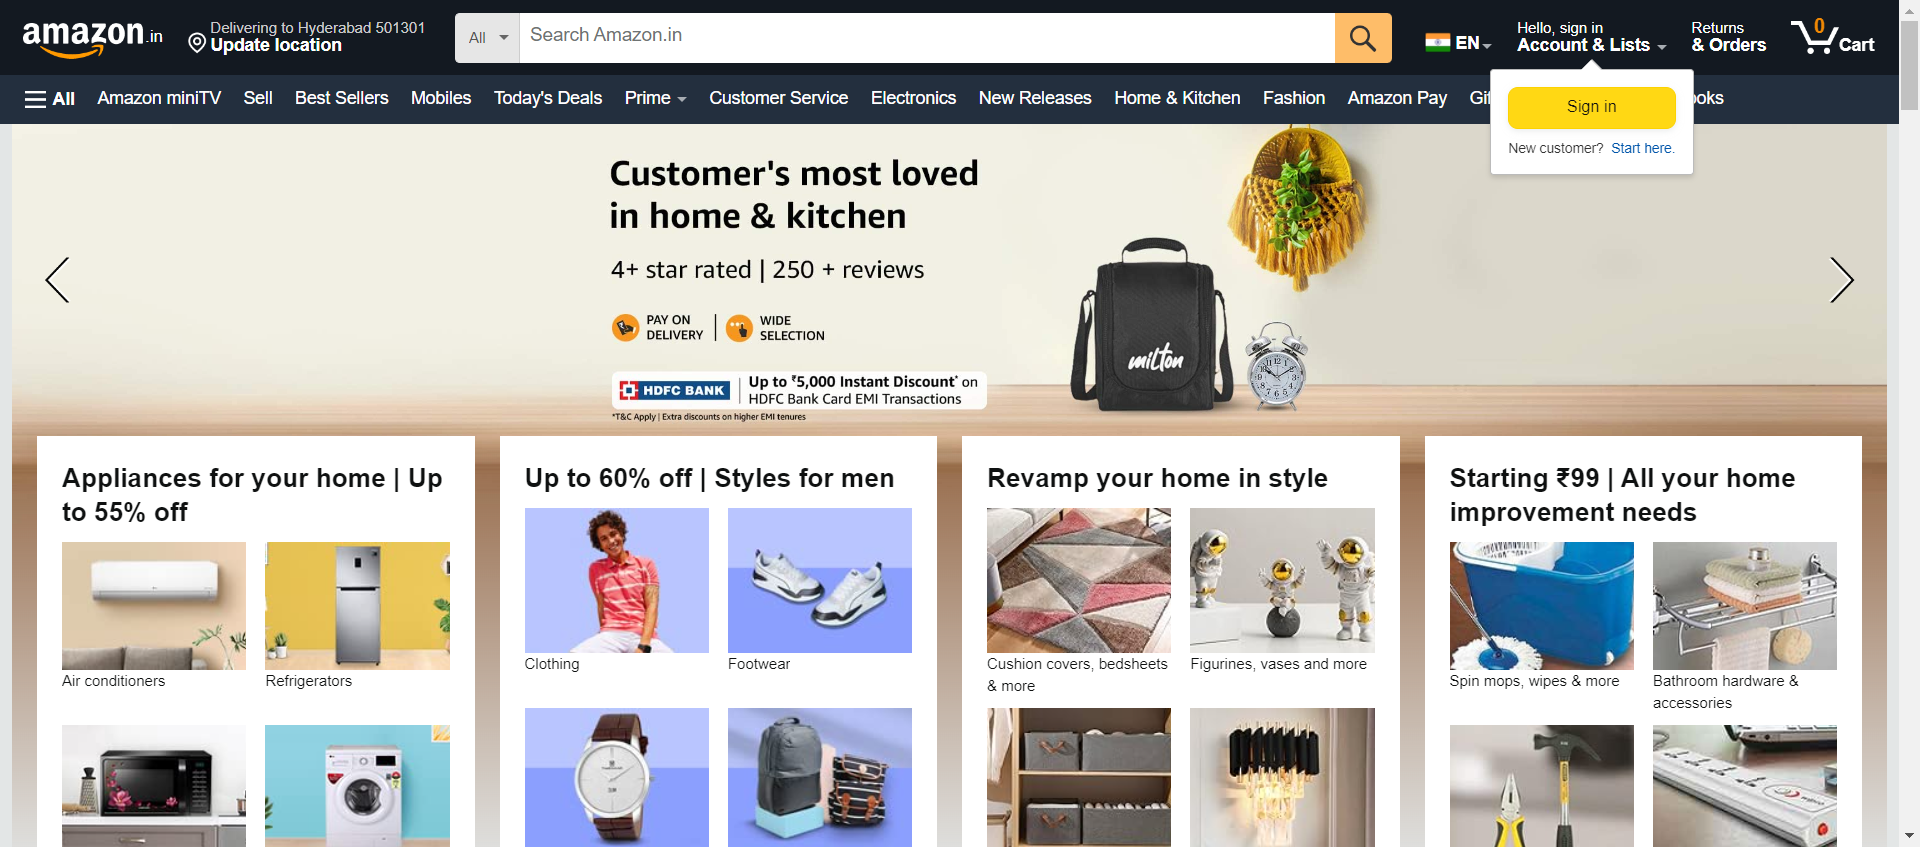 amazon.in
Delivering to Hyderabad 501301
Update location
All
Search Amazon.in
EN
Hello, sign in
Account & Lists
Returns
& Orders
0
Cart
All
Amazon miniTV
Sell
Best Sellers
Mobiles
Today's Deals
Prime
Customer Service
Electronics
New Releases
Home & Kitchen
Fashion
Amazon Pay
Sign in
New customer? Start here.
Customer's most loved
in home & kitchen
4+ star rated | 250 + reviews
PAY ON
DELIVERY
WIDE
SELECTION
HDFC BANK
Up to ₹5,000 Instant Discount* on
HDFC Bank Card EMI Transactions
*T&C Apply | Extra discounts on higher EMI tenures
milton
Appliances for your home | Up
to 55% off
Air conditioners
Refrigerators
Up to 60% off | Styles for men
Clothing
Footwear
Revamp your home in style
Cushion covers, bedsheets
& more
Figurines, vases and more
Starting ₹99 | All your home
improvement needs
Spin mops, wipes & more
Bathroom hardware &
accessories